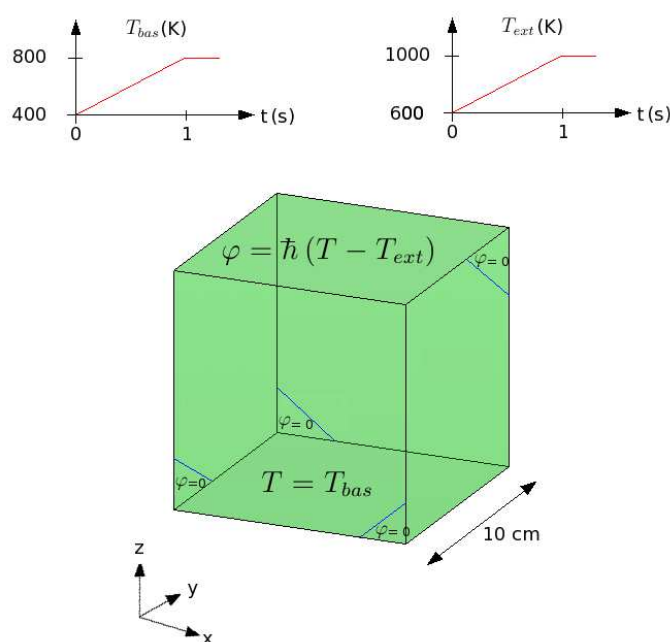 T_bas(K)
800
400
0
1
t(s)
T_ext(K)
1000
600
0
1
t(s)
φ = ħ (T − T_ext)
φ=0
φ=0
φ=0
T = T_bas
φ=0
10 cm
z
y
x